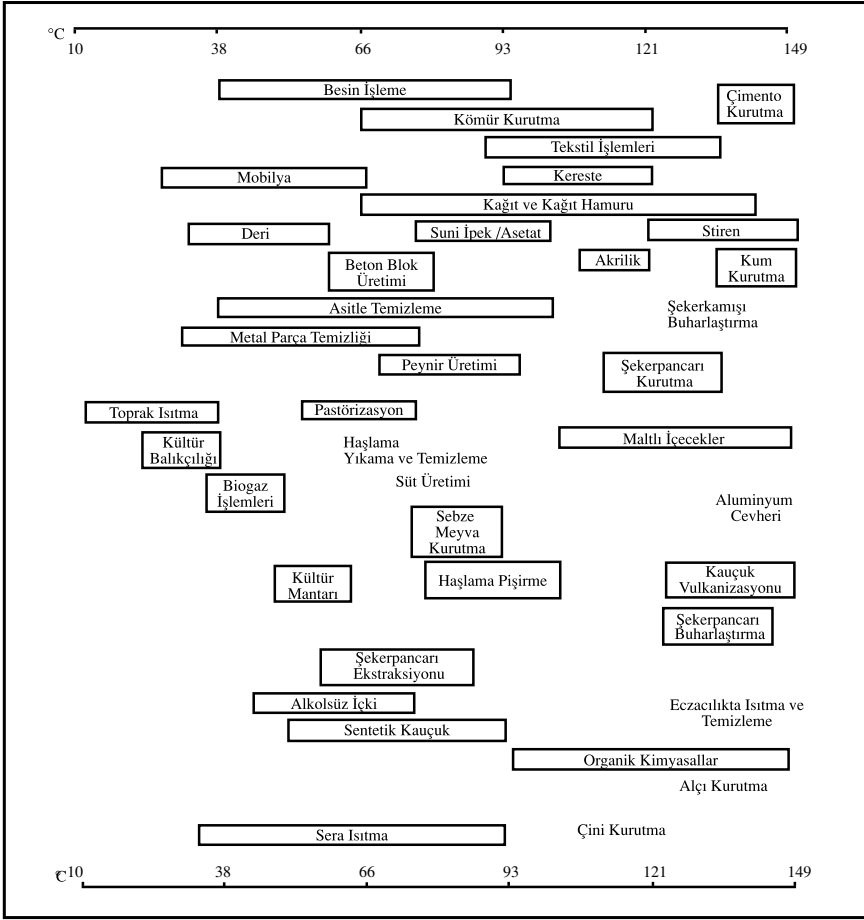 °C
10 38 66 93 121 149
Besin İşleme
Çimento
Kurutma
Kömür Kurutma
Tekstil İşlemleri
Mobilya
Kereste
Kağıt ve Kağıt Hamuru
Deri
Suni İpek /Asetat
Stiren
Beton Blok
Üretimi
Akrilik
Kum
Kurutma
Asitle Temizleme
Şekerkamışı
Buharlaştırma
Metal Parça Temizliği
Peynir Üretimi
Şekerpancarı
Kurutma
Toprak Isıtma
Pastörizasyon
Kültür
Balıkçılığı
Haşlama
Yıkama ve Temizleme
Maltlı İçecekler
Biogaz
İşlemleri
Süt Üretimi
Aluminyum
Cevheri
Sebze
Meyva
Kurutma
Kültür
Mantarı
Haşlama Pişirme
Kauçuk
Vulkanizasyonu
Şekerpancarı
Buharlaştırma
Şekerpancarı
Ekstraksiyonu
Alkolsüz İçki
Eczacılıkta Isıtma ve
Temizleme
Sentetik Kauçuk
Organik Kimyasallar
Alçı Kurutma
Sera Isıtma
Çini Kurutma
°C
10 38 66 93 121 149